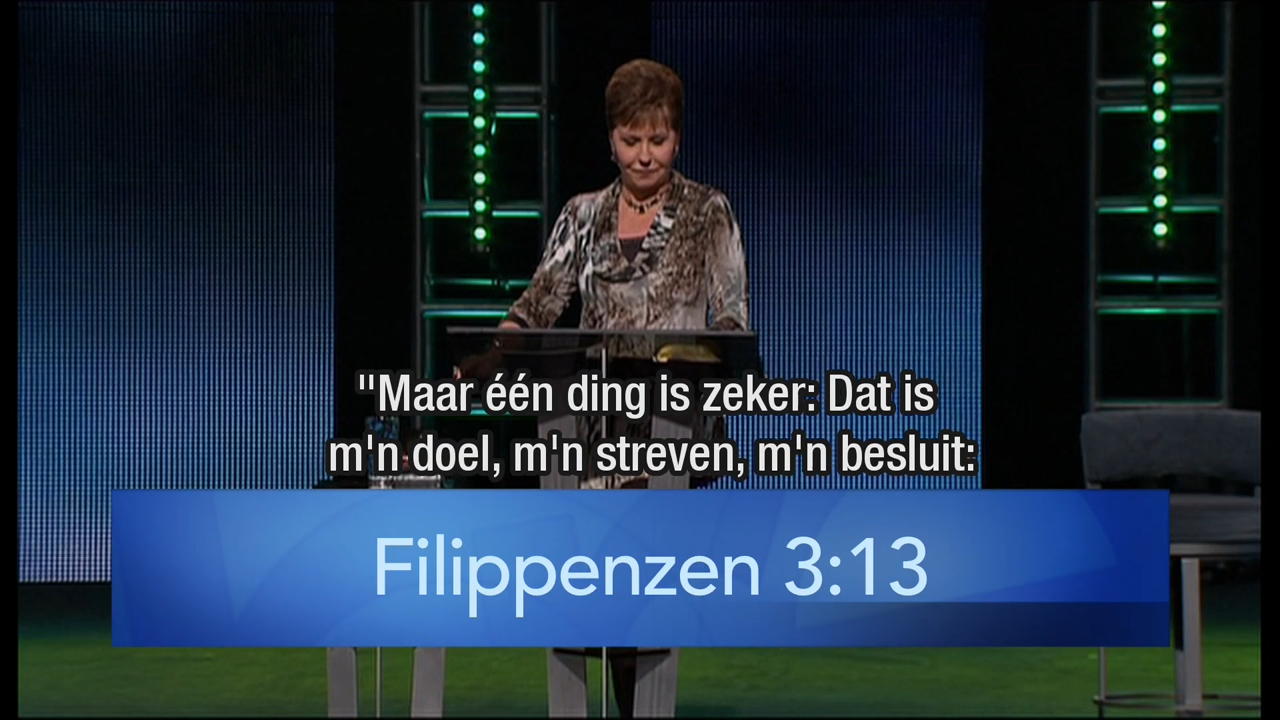 "Maar één ding is zeker: Dat is
m'n doel, m'n streven, m'n besluit:
Filippenzen 3:13